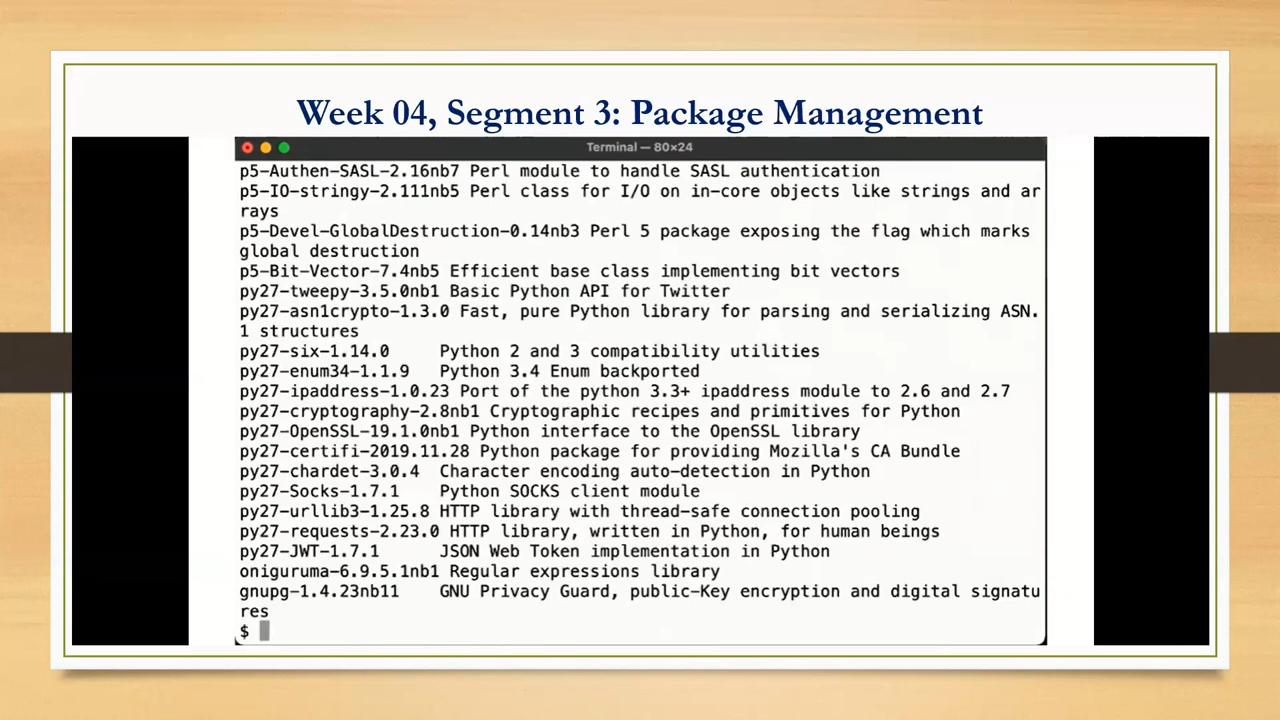 Week 04, Segment 3: Package Management
Terminal — 80×24
p5-Authen-SASL-2.16nb7 Perl module to handle SASL authentication
p5-IO-stringy-2.111nb5 Perl class for I/O on in-core objects like strings and ar
rays
p5-Devel-GlobalDestruction-0.14nb3 Perl 5 package exposing the flag which marks
global destruction
p5-Bit-Vector-7.4nb5 Efficient base class implementing bit vectors
py27-tweepy-3.5.0nb1 Basic Python API for Twitter
py27-asn1crypto-1.3.0 Fast, pure Python library for parsing and serializing ASN.
1 structures
py27-six-1.14.0     Python 2 and 3 compatibility utilities
py27-enum34-1.1.9   Python 3.4 Enum backported
py27-ipaddress-1.0.23 Port of the python 3.3+ ipaddress module to 2.6 and 2.7
py27-cryptography-2.8nb1 Cryptographic recipes and primitives for Python
py27-OpenSSL-19.1.0nb1 Python interface to the OpenSSL library
py27-certifi-2019.11.28 Python package for providing Mozilla's CA Bundle
py27-chardet-3.0.4  Character encoding auto-detection in Python
py27-Socks-1.7.1    Python SOCKS client module
py27-urllib3-1.25.8 HTTP library with thread-safe connection pooling
py27-requests-2.23.0 HTTP library, written in Python, for human beings
py27-JWT-1.7.1      JSON Web Token implementation in Python
oniguruma-6.9.5.1nb1 Regular expressions library
gnupg-1.4.23nb11    GNU Privacy Guard, public-Key encryption and digital signatu
res
$